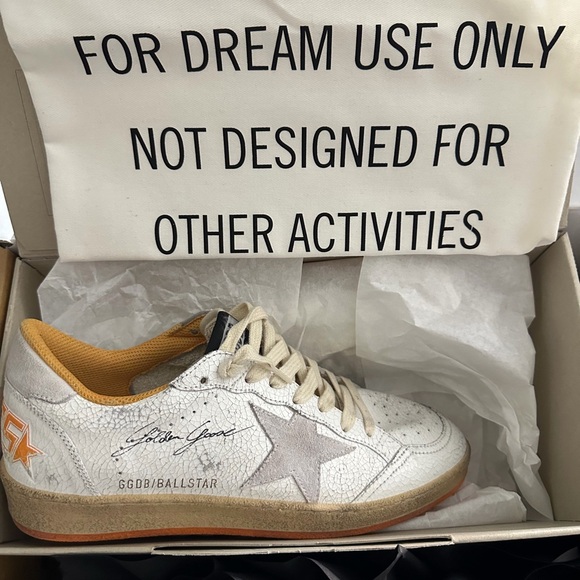 FOR DREAM USE ONLY
NOT DESIGNED FOR
OTHER ACTIVITIES
Golden Goose
GGDB/BALLSTAR